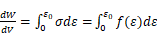 dw/dv = ∫₀^ε₀ σdε = ∫₀^ε₀ f(ε)dε